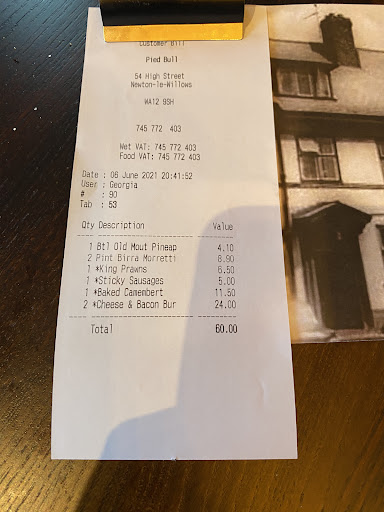 Customer Bill
Pied Bull
54 High Street
Newton-le-Willows
WA12 9SH
745 772 403
Wet VAT: 745 772 403
Food VAT: 745 772 403
Date : 06 June 2021 20:41:52
User : Georgia
# : 90
Tab : 53
Qty Description Value
1 Btl Old Mout Pineap 4.10
2 Pint Birra Morretti 8.90
1 *King Prawns 6.50
1 *Sticky Sausages 5.00
1 *Baked Camembert 11.50
2 *Cheese & Bacon Bur 24.00
Total 60.00